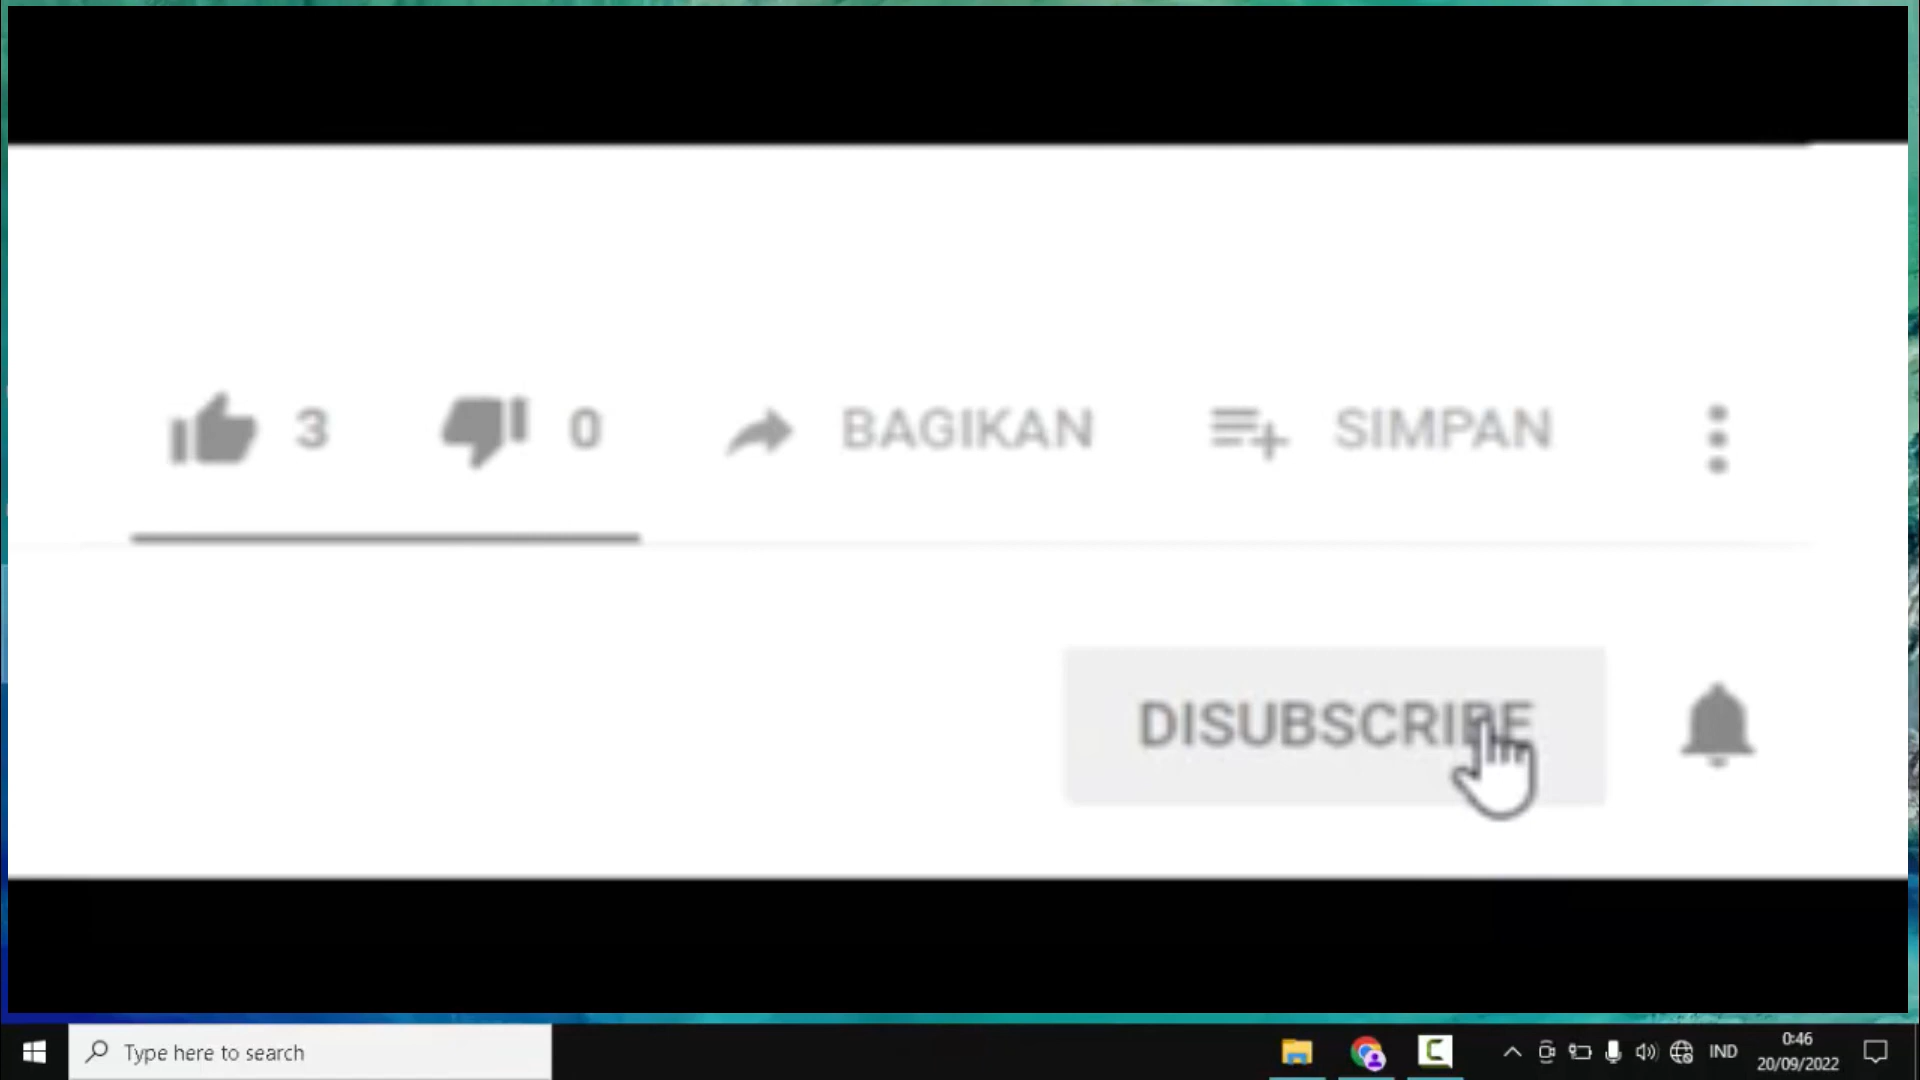 3 0 BAGIKAN SIMPAN
DISUBSCRIBE
Type here to search
IND
0:46
20/09/2022